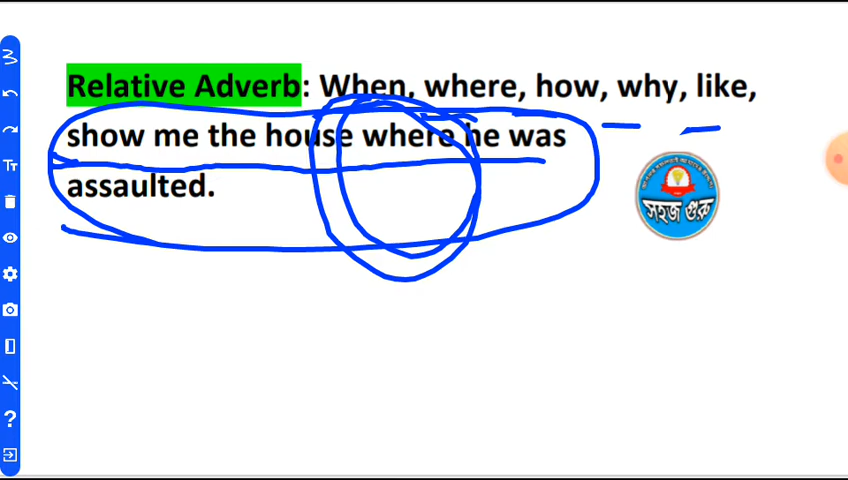 Relative Adverb: When, where, how, why, like,
show me the house where he was
assaulted.
সহজ গুরু